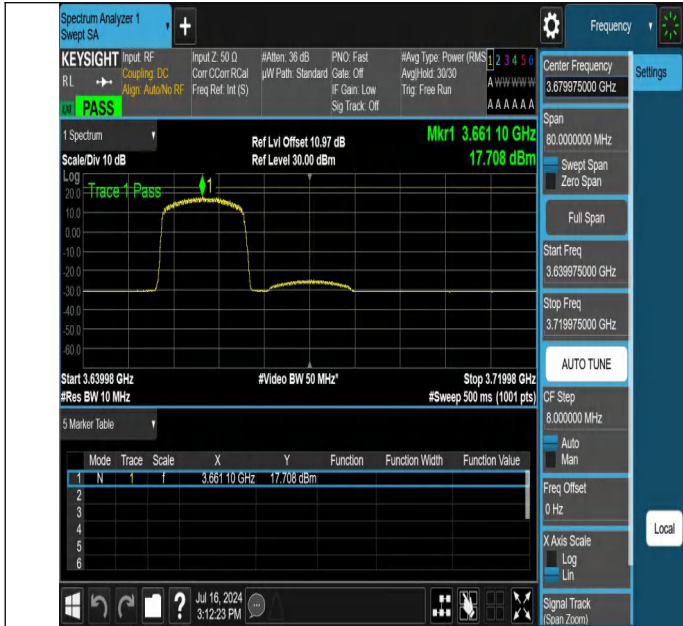 Spectrum Analyzer 1
Swept SA
+
Frequency
KEYSIGHT
RL
PASS
Input: RF
Coupling: DC
Align: Auto/No RF
Input Z: 50 Ω
Corr CCorr RCal
Freq Ref: Int (S)
#Atten: 36 dB
µW Path: Standard
PNO: Fast
Gate: Off
IF Gain: Low
Sig Track: Off
#Avg Type: Power (RMS
Avg|Hold: 30/30
Trig: Free Run
1 2 3 4 5 6
A W W W W W
A A A A A A
1 Spectrum
Scale/Div 10 dB
Ref Lvl Offset 10.97 dB
Ref Level 30.00 dBm
Mkr1 3.661 10 GHz
17.708 dBm
Log
Trace 1 Pass
1
20.0
10.0
0.00
-10.0
-20.0
-30.0
-40.0
-50.0
-60.0
Start 3.63998 GHz
#Res BW 10 MHz
#Video BW 50 MHz*
Stop 3.71998 GHz
#Sweep 500 ms (1001 pts)
5 Marker Table
Mode Trace Scale X Y Function Function Width Function Value
1 N 1 f 3.661 10 GHz 17.708 dBm
2
3
4
5
6
?
Jul 16, 2024
3:12:23 PM
Center Frequency
3.679975000 GHz
Settings
Span
80.0000000 MHz
Swept Span
Zero Span
Full Span
Start Freq
3.639975000 GHz
Stop Freq
3.719975000 GHz
AUTO TUNE
CF Step
8.000000 MHz
Auto
Man
Freq Offset
0 Hz
X Axis Scale
Log
Lin
Local
Signal Track
(Span Zoom)